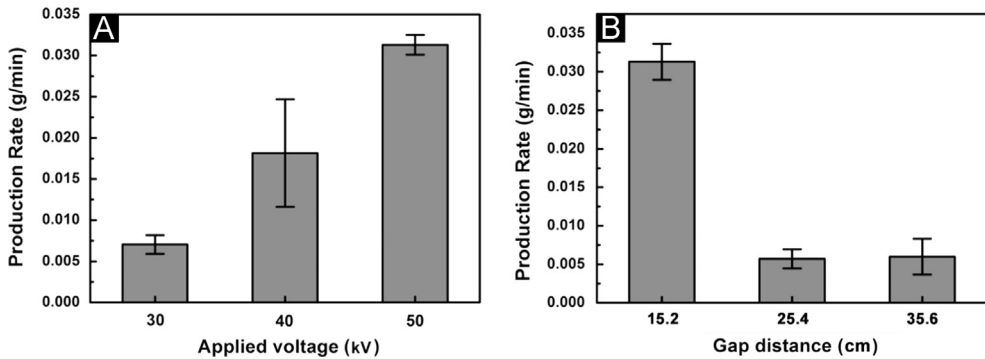 A
Production Rate (g/min)
0.035
0.030
0.025
0.020
0.015
0.010
0.005
0.000
30 40 50
Applied voltage (kV)
B
Production Rate (g/min)
0.035
0.030
0.025
0.020
0.015
0.010
0.005
0.000
15.2 25.4 35.6
Gap distance (cm)